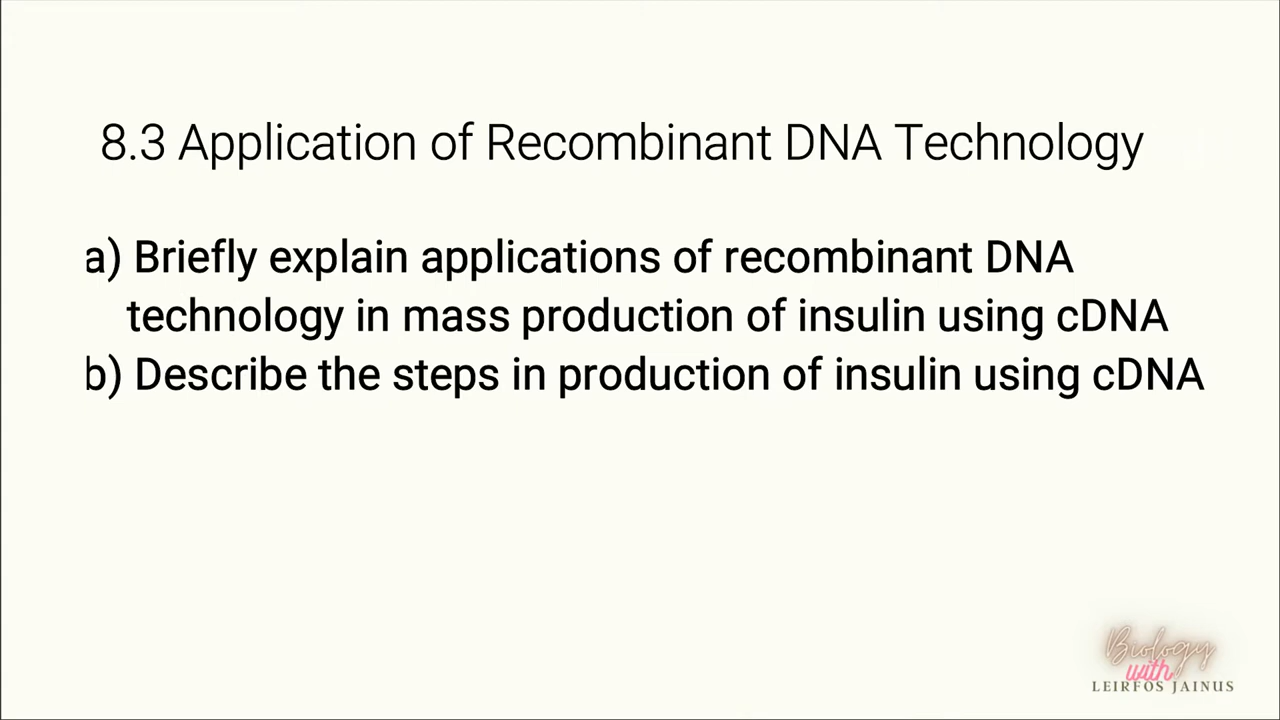 8.3 Application of Recombinant DNA Technology
a) Briefly explain applications of recombinant DNA
technology in mass production of insulin using cDNA
b) Describe the steps in production of insulin using cDNA
Biology
with
LEIRFOS JAINUS